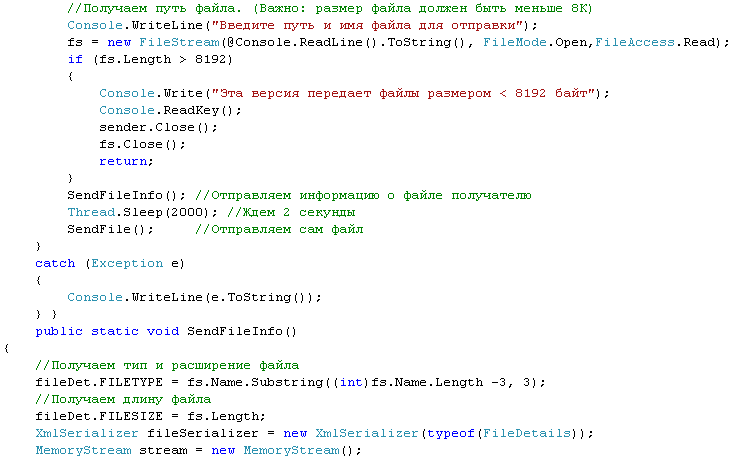 //Получаем путь файла. (Важно: размер файла должен быть меньше 8K)
Console.WriteLine("Введите путь и имя файла для отправки");
fs = new FileStream(@Console.ReadLine().ToString(), FileMode.Open,FileAccess.Read);
if (fs.Length > 8192)
{
Console.Write("Эта версия передает файлы размером < 8192 байт");
Console.ReadKey();
sender.Close();
fs.Close();
return;
}
SendFileInfo(); //Отправляем информацию о файле получателю
Thread.Sleep(2000); //Ждем 2 секунды
SendFile();     //Отправляем сам файл
}
catch (Exception e)
{
Console.WriteLine(e.ToString());
} }
public static void SendFileInfo()
{
//Получаем тип и расширение файла
fileDet.FILETYPE = fs.Name.Substring((int)fs.Name.Length -3, 3);
//Получаем длину файла
fileDet.FILESIZE = fs.Length;
XmlSerializer fileSerializer = new XmlSerializer(typeof(FileDetails));
MemoryStream stream = new MemoryStream();